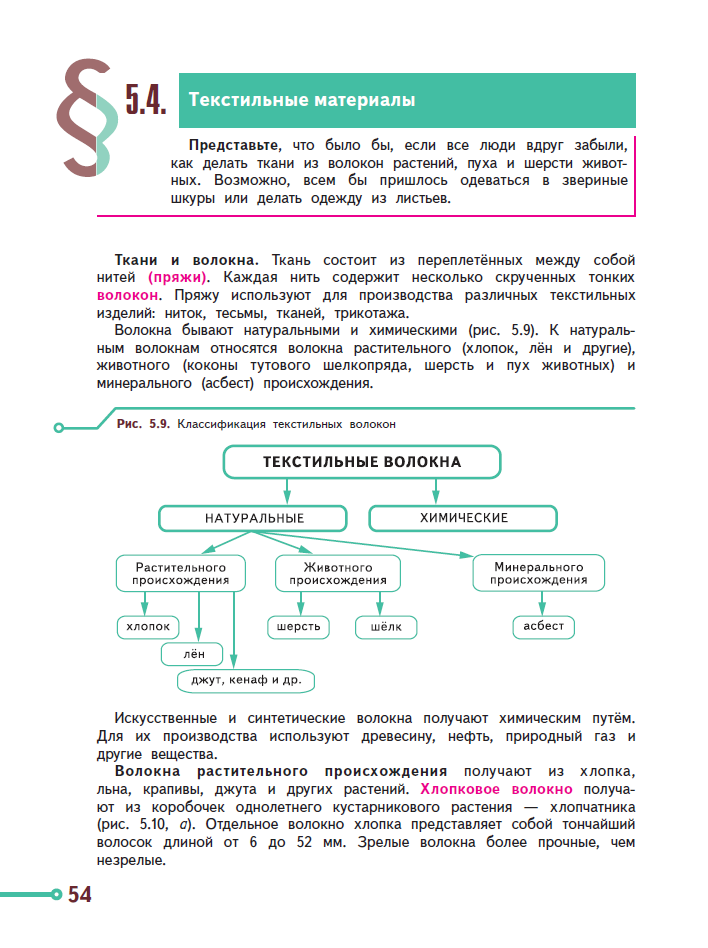 § 5.4. Текстильные материалы
Представьте, что было бы, если все люди вдруг забыли,
как делать ткани из волокон растений, пуха и шерсти живот-
ных. Возможно, всем бы пришлось одеваться в звериные
шкуры или делать одежду из листьев.
Ткани и волокна. Ткань состоит из переплетённых между собой
нитей (пряжи). Каждая нить содержит несколько скрученных тонких
волокон. Пряжу используют для производства различных текстильных
изделий: ниток, тесьмы, тканей, трикотажа.
Волокна бывают натуральными и химическими (рис. 5.9). К натураль-
ным волокнам относятся волокна растительного (хлопок, лён и другие),
животного (коконы тутового шелкопряда, шерсть и пух животных) и
минерального (асбест) происхождения.
Рис. 5.9. Классификация текстильных волокон
ТЕКСТИЛЬНЫЕ ВОЛОКНА
НАТУРАЛЬНЫЕ
ХИМИЧЕСКИЕ
Растительного
происхождения
Животного
происхождения
Минерального
происхождения
хлопок
лён
джут, кенаф и др.
шерсть
шёлк
асбест
Искусственные и синтетические волокна получают химическим путём.
Для их производства используют древесину, нефть, природный газ и
другие вещества.
Волокна растительного происхождения получают из хлопка,
льна, крапивы, джута и других растений. Хлопковое волокно получа-
ют из коробочек однолетнего кустарникового растения — хлопчатника
(рис. 5.10, а). Отдельное волокно хлопка представляет собой тончайший
волосок длиной от 6 до 52 мм. Зрелые волокна более прочные, чем
незрелые.
54